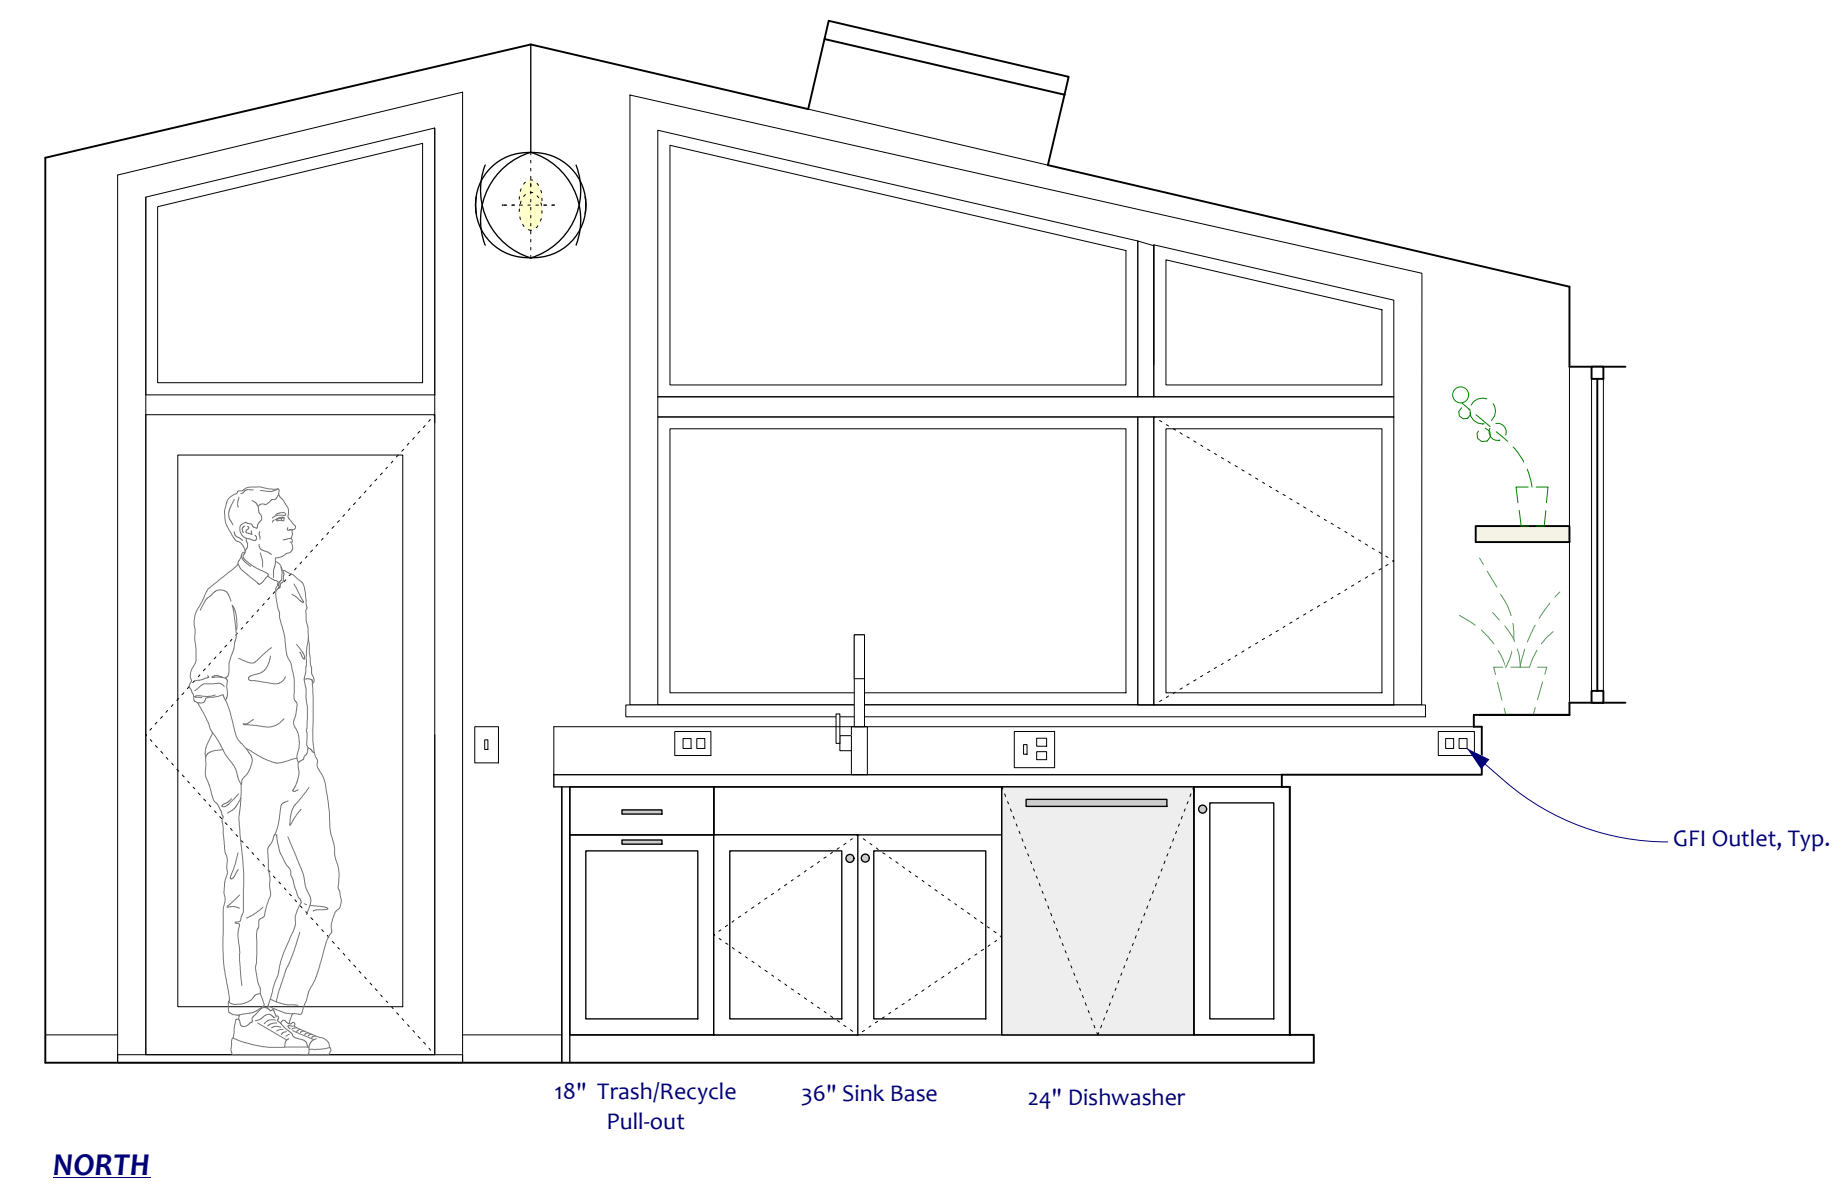 GFI Outlet, Typ.
18" Trash/Recycle
Pull-out
36" Sink Base
24" Dishwasher
NORTH